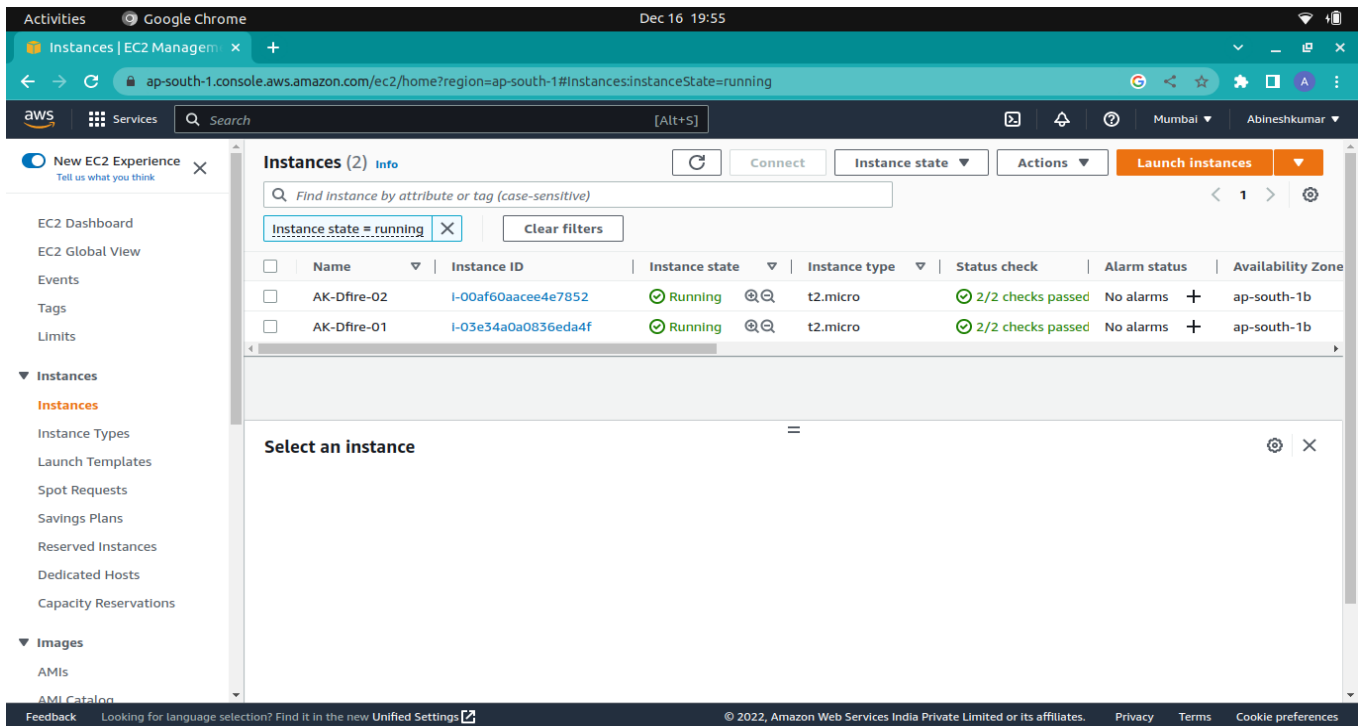 Activities Google Chrome Dec 16 19:55
Instances | EC2 Managem
ap-south-1.console.aws.amazon.com/ec2/home?region=ap-south-1#Instances:instanceState=running G A
aws Services Search [Alt+S] Mumbai Abineshkumar
New EC2 Experience
Tell us what you think
EC2 Dashboard
EC2 Global View
Events
Tags
Limits
Instances
Instances
Instance Types
Launch Templates
Spot Requests
Savings Plans
Reserved Instances
Dedicated Hosts
Capacity Reservations
Images
AMIs
AMI Catalog
Instances (2) Info Connect Instance state Actions Launch instances
Find instance by attribute or tag (case-sensitive) 1
Instance state = running Clear filters
Name Instance ID Instance state Instance type Status check Alarm status Availability Zone
AK-Dfire-02 i-00af60aacee4e7852 Running t2.micro 2/2 checks passed No alarms + ap-south-1b
AK-Dfire-01 i-03e34a0a0836eda4f Running t2.micro 2/2 checks passed No alarms + ap-south-1b
Select an instance
Feedback Looking for language selection? Find it in the new Unified Settings © 2022, Amazon Web Services India Private Limited or its affiliates. Privacy Terms Cookie preferences